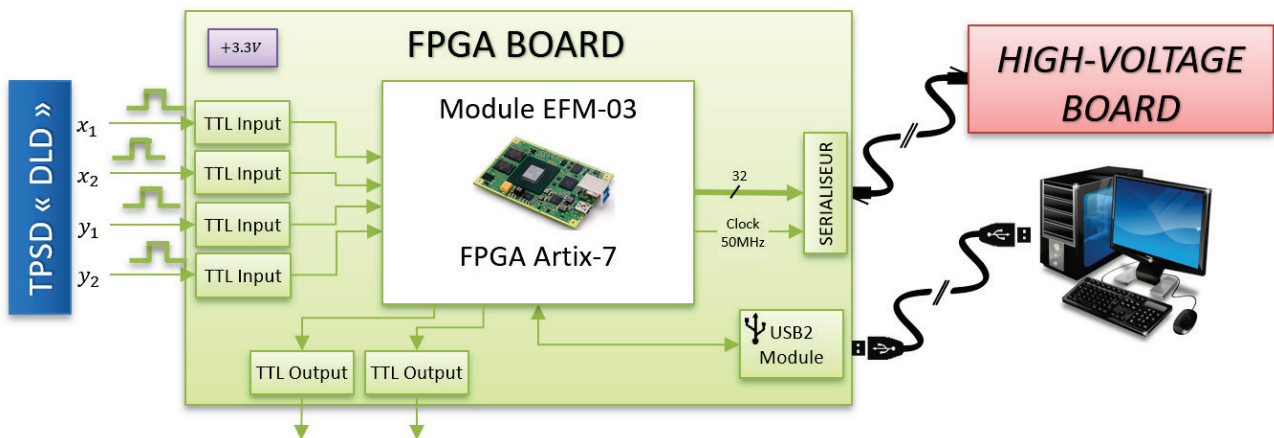 +3.3V
FPGA BOARD
HIGH-VOLTAGE
BOARD
TPSD « DLD »
x₁
TTL Input
x₂
TTL Input
y₁
TTL Input
y₂
TTL Input
Module EFM-03
FPGA Artix-7
32
Clock
50MHz
SERIALISEUR
USB2
Module
TTL Output
TTL Output